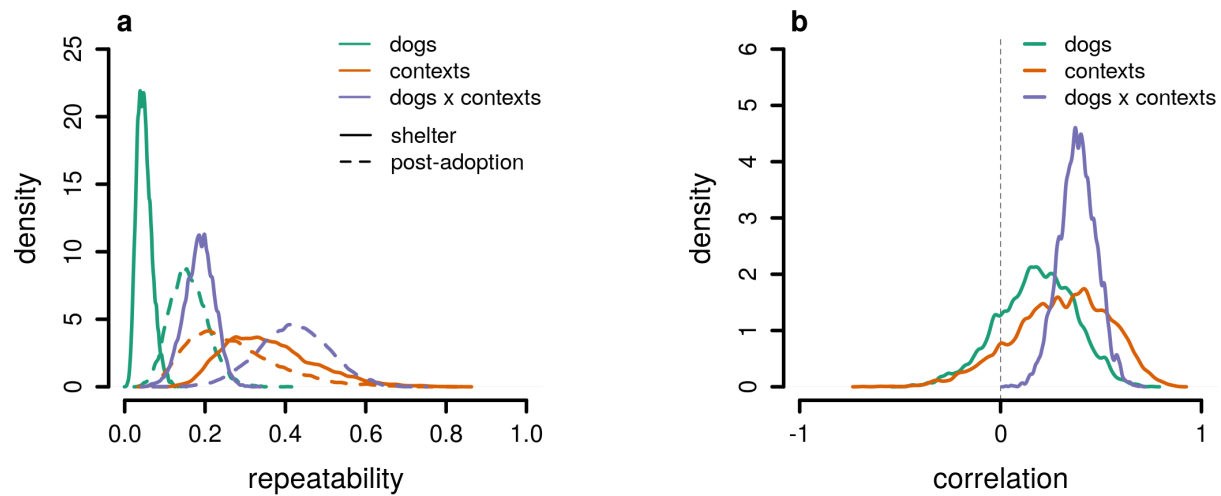 a
dogs
contexts
dogs x contexts
shelter
post-adoption
density
25
20
15
10
5
0
0.0 0.2 0.4 0.6 0.8 1.0
repeatability
b
dogs
contexts
dogs x contexts
density
6
5
4
3
2
1
0
-1 0 1
correlation